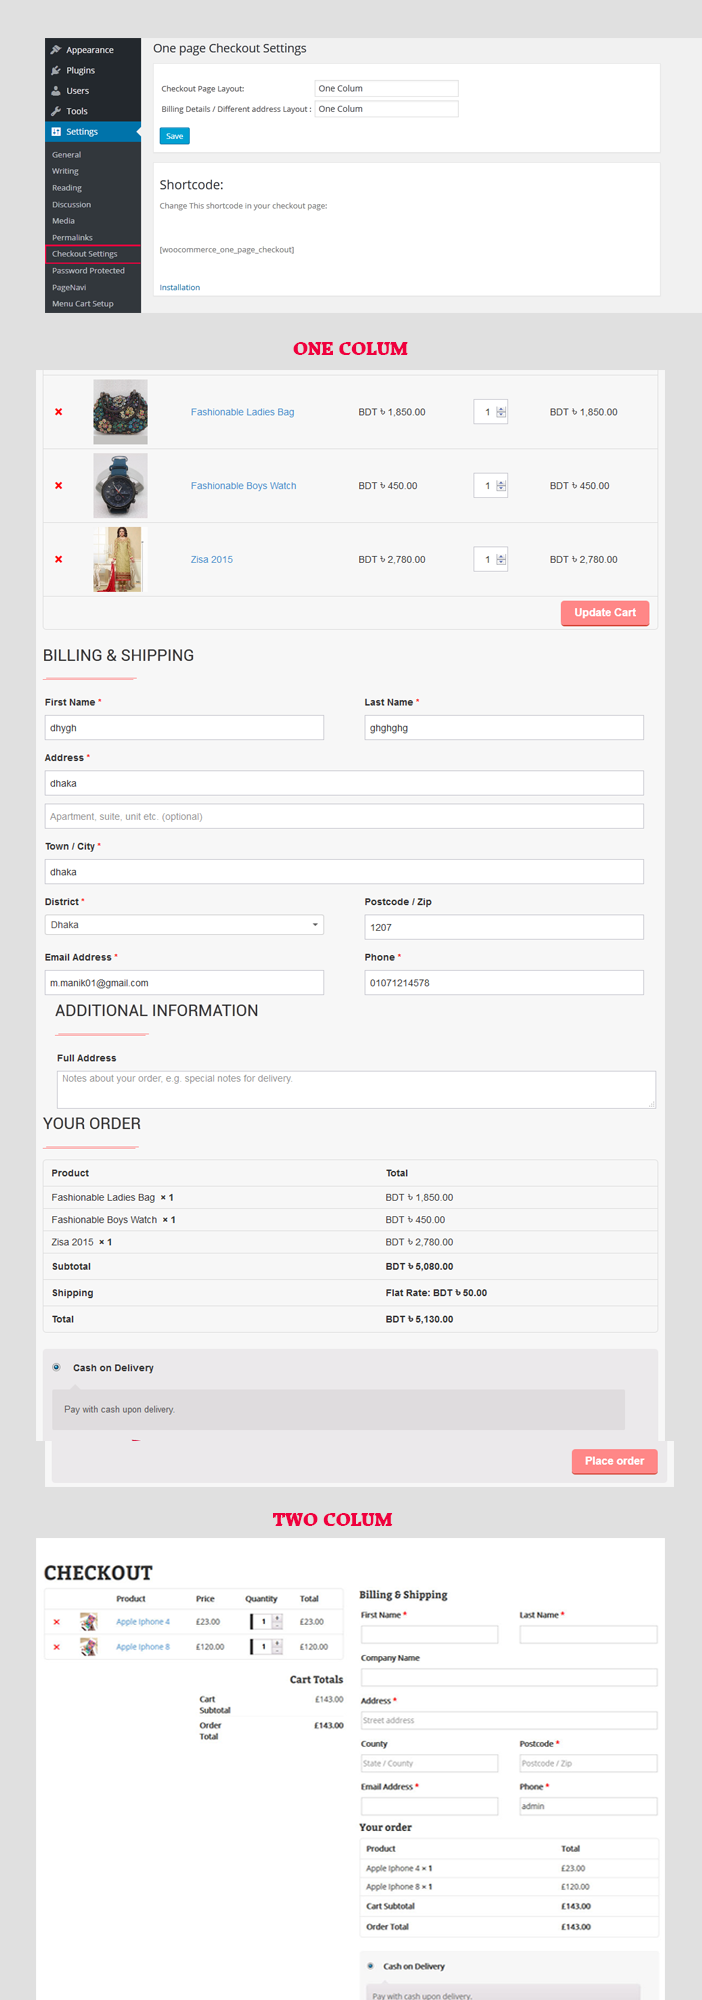 Appearance
Plugins
Users
Tools
Settings
General
Writing
Reading
Discussion
Media
Permalinks
Checkout Settings
Password Protected
PageNavi
Menu Cart Setup
One page Checkout Settings
Checkout Page Layout: One Colum
Billing Details / Different address Layout : One Colum
Save
Shortcode:
Change This shortcode in your checkout page:
[woocommerce_one_page_checkout]
Installation
ONE COLUM
× Fashionable Ladies Bag BDT ৳ 1,850.00 1 BDT ৳ 1,850.00
× Fashionable Boys Watch BDT ৳ 450.00 1 BDT ৳ 450.00
× Zisa 2015 BDT ৳ 2,780.00 1 BDT ৳ 2,780.00
Update Cart
BILLING & SHIPPING
First Name * Last Name *
dhygh ghghghg
Address *
dhaka
Apartment, suite, unit etc. (optional)
Town / City *
dhaka
District * Postcode / Zip
Dhaka 1207
Email Address * Phone *
m.manik01@gmail.com 01071214578
ADDITIONAL INFORMATION
Full Address
Notes about your order, e.g. special notes for delivery.
YOUR ORDER
Product Total
Fashionable Ladies Bag × 1 BDT ৳ 1,850.00
Fashionable Boys Watch × 1 BDT ৳ 450.00
Zisa 2015 × 1 BDT ৳ 2,780.00
Subtotal BDT ৳ 5,080.00
Shipping Flat Rate: BDT ৳ 50.00
Total BDT ৳ 5,130.00
Cash on Delivery
Pay with cash upon delivery.
Place order
TWO COLUM
CHECKOUT
Product Price Quantity Total
× Apple Iphone 4 £23.00 1 £23.00
× Apple Iphone 8 £120.00 1 £120.00
Cart Totals
Cart Subtotal £143.00
Order Total £143.00
Billing & Shipping
First Name * Last Name *
Company Name
Address *
Street address
County Postcode *
State / County Postcode / Zip
Email Address * Phone *
admin
Your order
Product Total
Apple Iphone 4 × 1 £23.00
Apple Iphone 8 × 1 £120.00
Cart Subtotal £143.00
Order Total £143.00
Cash on Delivery
Pay with cash upon delivery.